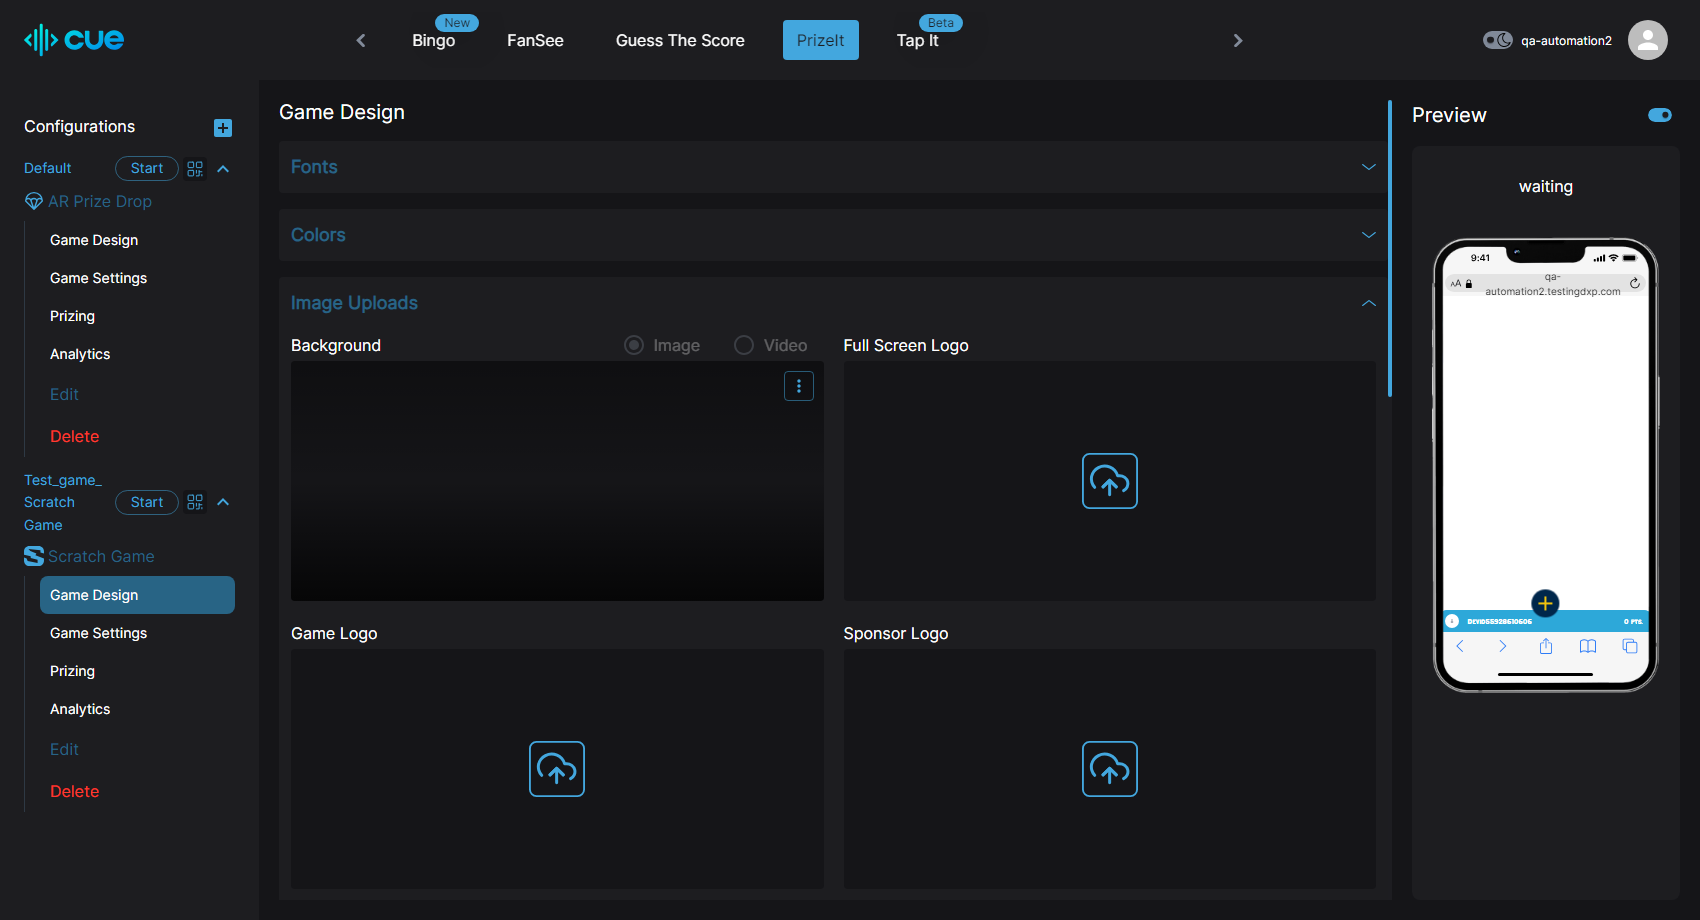 cue
New
Bingo
FanSee
Guess The Score
PrizeIt
Beta
Tap It
qa-automation2
Configurations
Default
Start
AR Prize Drop
Game Design
Game Settings
Prizing
Analytics
Edit
Delete
Test_game_
Scratch
Game
Start
Scratch Game
Game Design
Game Settings
Prizing
Analytics
Edit
Delete
Game Design
Fonts
Colors
Image Uploads
Background
Image
Video
Full Screen Logo
Game Logo
Sponsor Logo
Preview
waiting
9:41
AA
qa-
automation2.testingdxp.com
0 PTS.